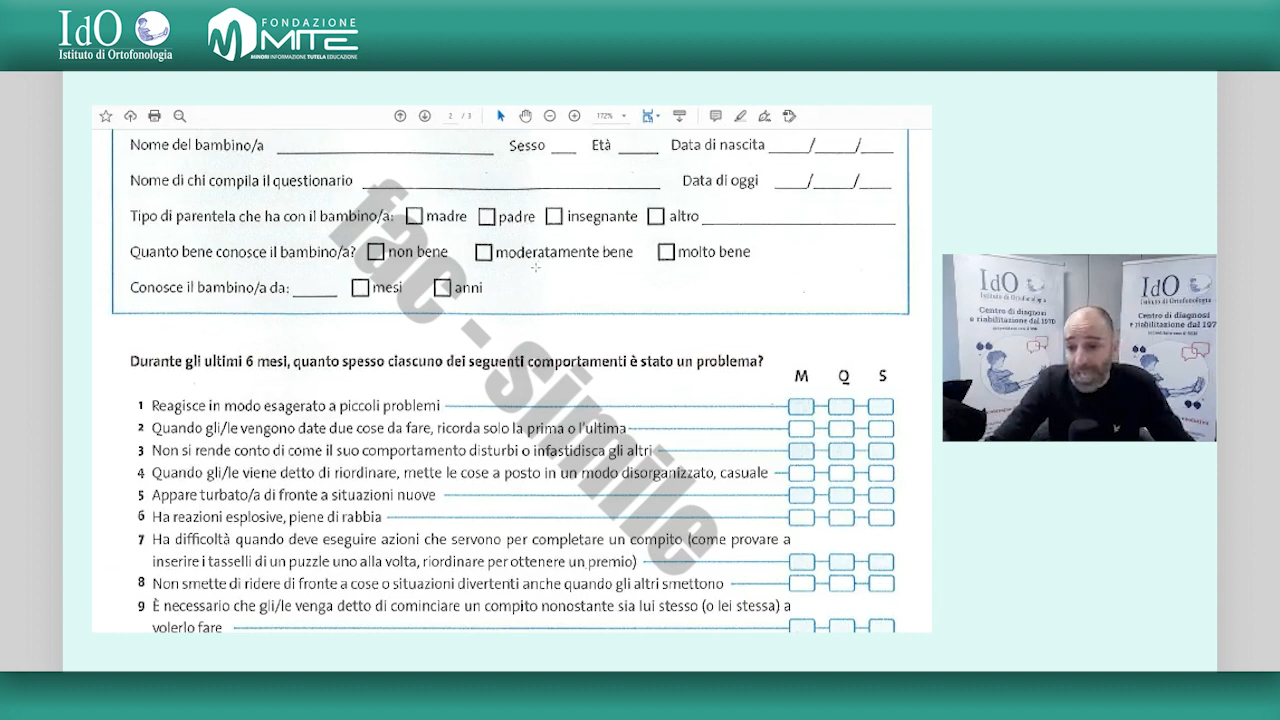 IdO
Istituto di Ortofonologia
FONDAZIONE
MITE
MINORI INFORMAZIONE TUTELA EDUCAZIONE
2 / 3
172%
Nome del bambino/a Sesso Età Data di nascita / /
Nome di chi compila il questionario Data di oggi / /
Tipo di parentela che ha con il bambino/a: madre padre insegnante altro
Quanto bene conosce il bambino/a? non bene moderatamente bene molto bene
Conosce il bambino/a da: mesi anni
fac-simile
Durante gli ultimi 6 mesi, quanto spesso ciascuno dei seguenti comportamenti è stato un problema?
M Q S
1 Reagisce in modo esagerato a piccoli problemi
2 Quando gli/le vengono date due cose da fare, ricorda solo la prima o l'ultima
3 Non si rende conto di come il suo comportamento disturbi o infastidisca gli altri
4 Quando gli/le viene detto di riordinare, mette le cose a posto in un modo disorganizzato, casuale
5 Appare turbato/a di fronte a situazioni nuove
6 Ha reazioni esplosive, piene di rabbia
7 Ha difficoltà quando deve eseguire azioni che servono per completare un compito (come provare a
inserire i tasselli di un puzzle uno alla volta, riordinare per ottenere un premio)
8 Non smette di ridere di fronte a cose o situazioni divertenti anche quando gli altri smettono
9 È necessario che gli/le venga detto di cominciare un compito nonostante sia lui stesso (o lei stessa) a
volerlo fare
IdO
Istituto di Ortofonologia
Centro di diagnosi
e riabilitazione dal 1970
IdO
Istituto di Ortofonologia
Centro di diagnosi
e riabilitazione dal 197